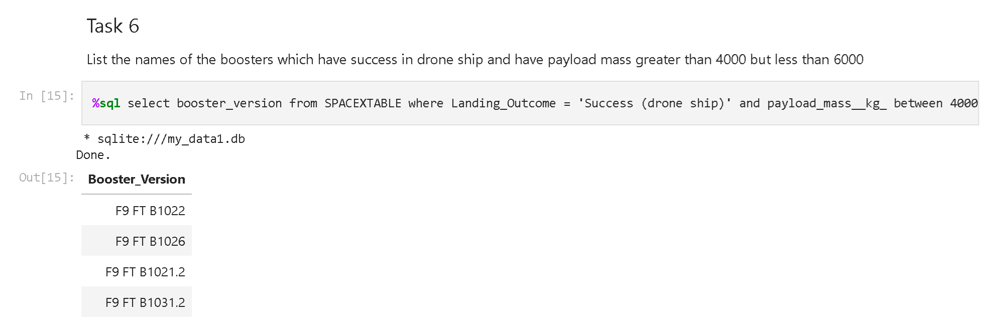 Task 6
List the names of the boosters which have success in drone ship and have payload mass greater than 4000 but less than 6000
In [15]: %sql select booster_version from SPACEXTABLE where Landing_Outcome = 'Success (drone ship)' and payload_mass__kg_ between 4000
* sqlite:///my_data1.db
Done.
Out[15]: Booster_Version
F9 FT B1022
F9 FT B1026
F9 FT B1021.2
F9 FT B1031.2